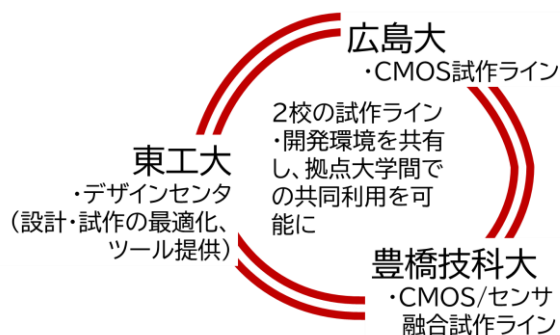 広島大
・CMOS試作ライン
2校の試作ライン
・開発環境を共有
し、拠点大学間で
の共同利用を可
能に
東工大
・デザインセンタ
（設計・試作の最適化、
ツール提供）
豊橋技科大
・CMOS/センサ
融合試作ライン